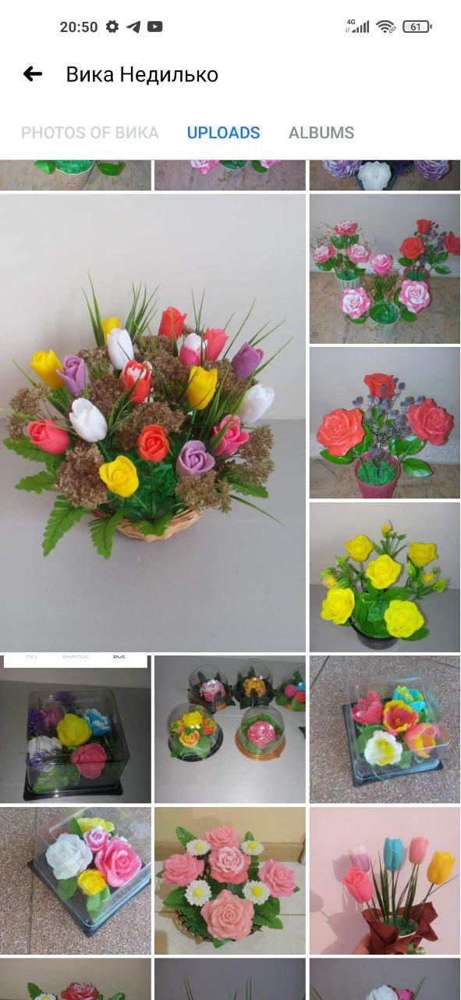 20:50
4G
61
Вика Недилько
PHOTOS OF ВИКА
UPLOADS
ALBUMS